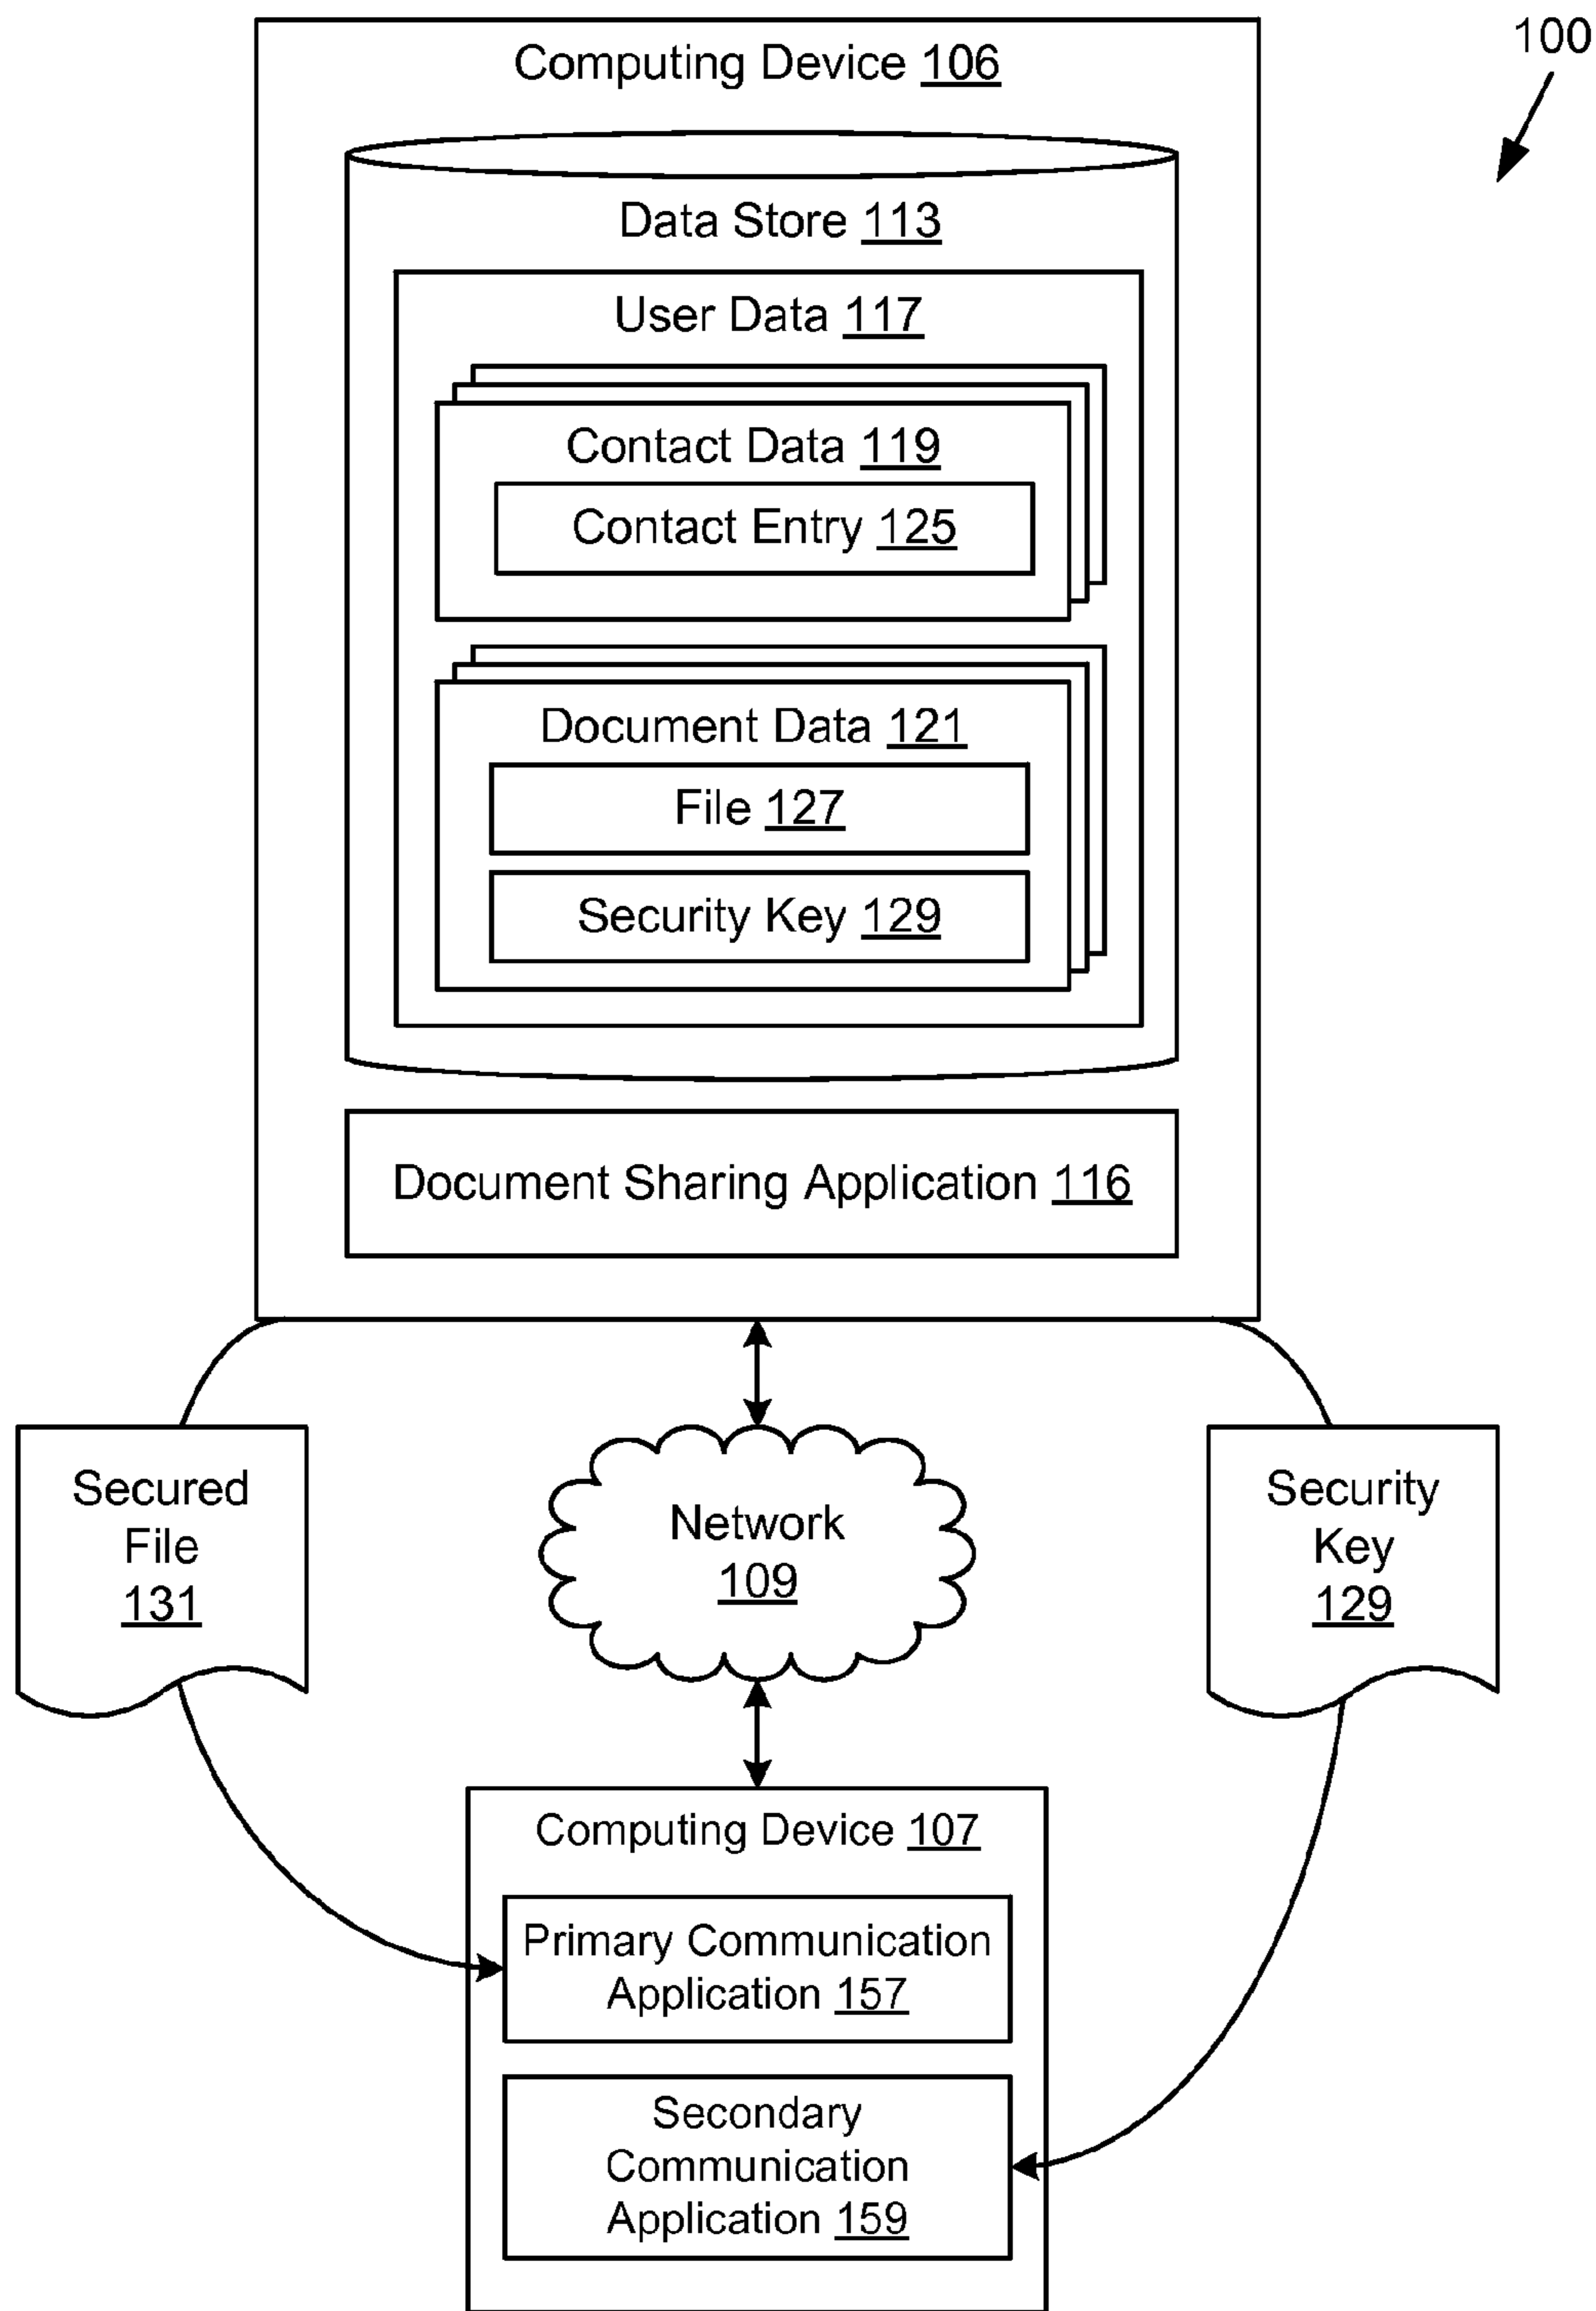 100
Computing Device 106
Data Store 113
User Data 117
Contact Data 119
Contact Entry 125
Document Data 121
File 127
Security Key 129
Document Sharing Application 116
Secured
File
131
Network
109
Security
Key
129
Computing Device 107
Primary Communication
Application 157
Secondary
Communication
Application 159